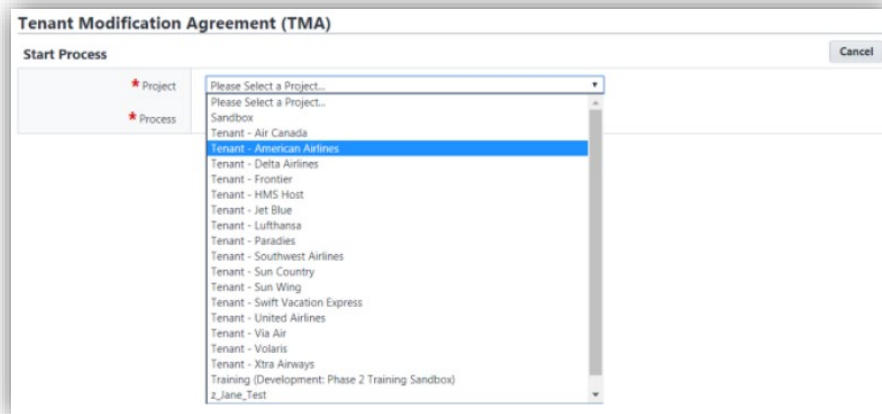 Tenant Modification Agreement (TMA)
Start Process
Cancel
* Project
Please Select a Project...
Please Select a Project...
* Process
Sandbox
Tenant - Air Canada
Tenant - American Airlines
Tenant - Delta Airlines
Tenant - Frontier
Tenant - HMS Host
Tenant - Jet Blue
Tenant - Lufthansa
Tenant - Paradies
Tenant - Southwest Airlines
Tenant - Sun Country
Tenant - Sun Wing
Tenant - Swift Vacation Express
Tenant - United Airlines
Tenant - Via Air
Tenant - Volaris
Tenant - Xtra Airways
Training (Development: Phase 2 Training Sandbox)
z_Jane_Test